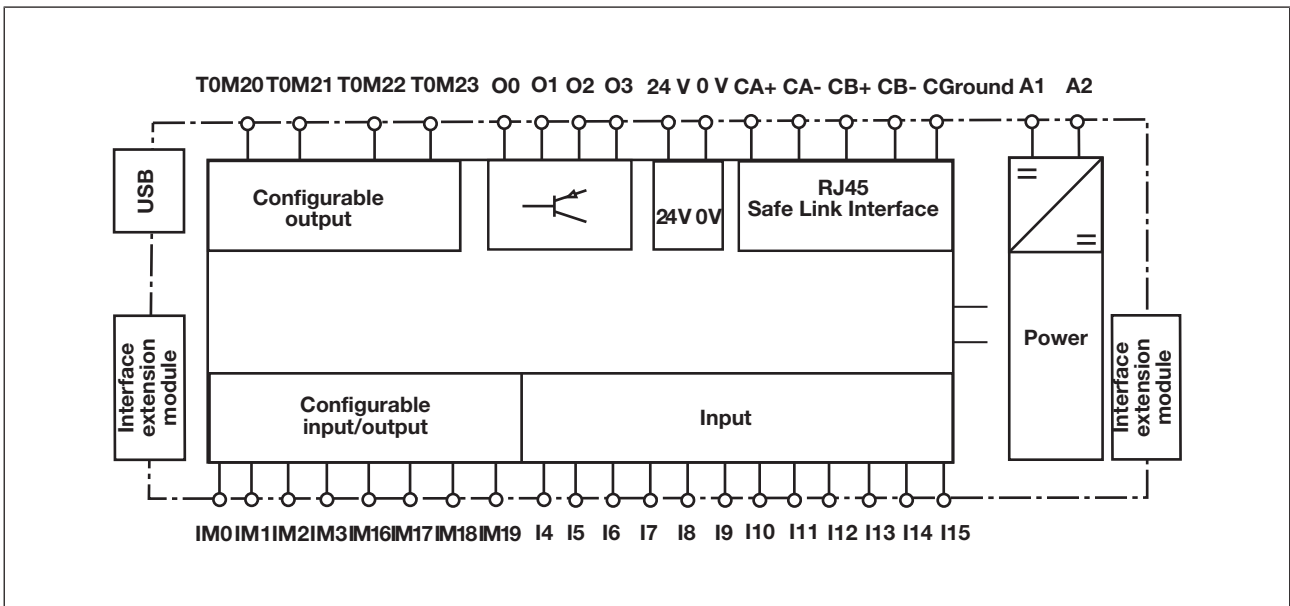 T0M20 T0M21 T0M22 T0M23 O0 O1 O2 O3 24 V 0 V CA+ CA- CB+ CB- CGround A1 A2
USB
Configurable
output
24V 0V
RJ45
Safe Link Interface
Interface
extension
module
Power
Interface
extension
module
Configurable
input/output
Input
IM0 IM1 IM2 IM3 IM16 IM17 IM18 IM19 I4 I5 I6 I7 I8 I9 I10 I11 I12 I13 I14 I15